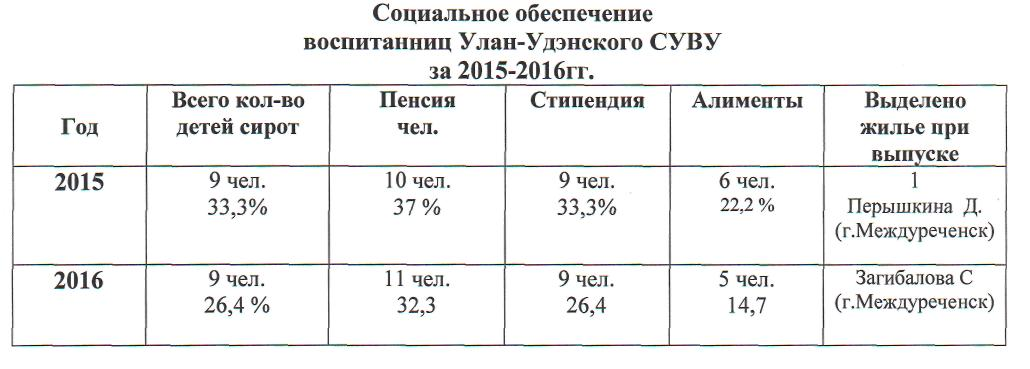 Социальное обеспечение
воспитанниц Улан-Удэнского СУВУ
за 2015-2016гг.
Год
Всего кол-во
детей сирот
Пенсия
чел.
Стипендия
Алименты
Выделено
жилье при
выпуске
2015
9 чел.
33,3%
10 чел.
37 %
9 чел.
33,3%
6 чел.
22,2 %
1
Перышкина Д.
(г.Междуреченск)
2016
9 чел.
26,4 %
11 чел.
32,3
9 чел.
26,4
5 чел.
14,7
Загибалова С
(г.Междуреченск)